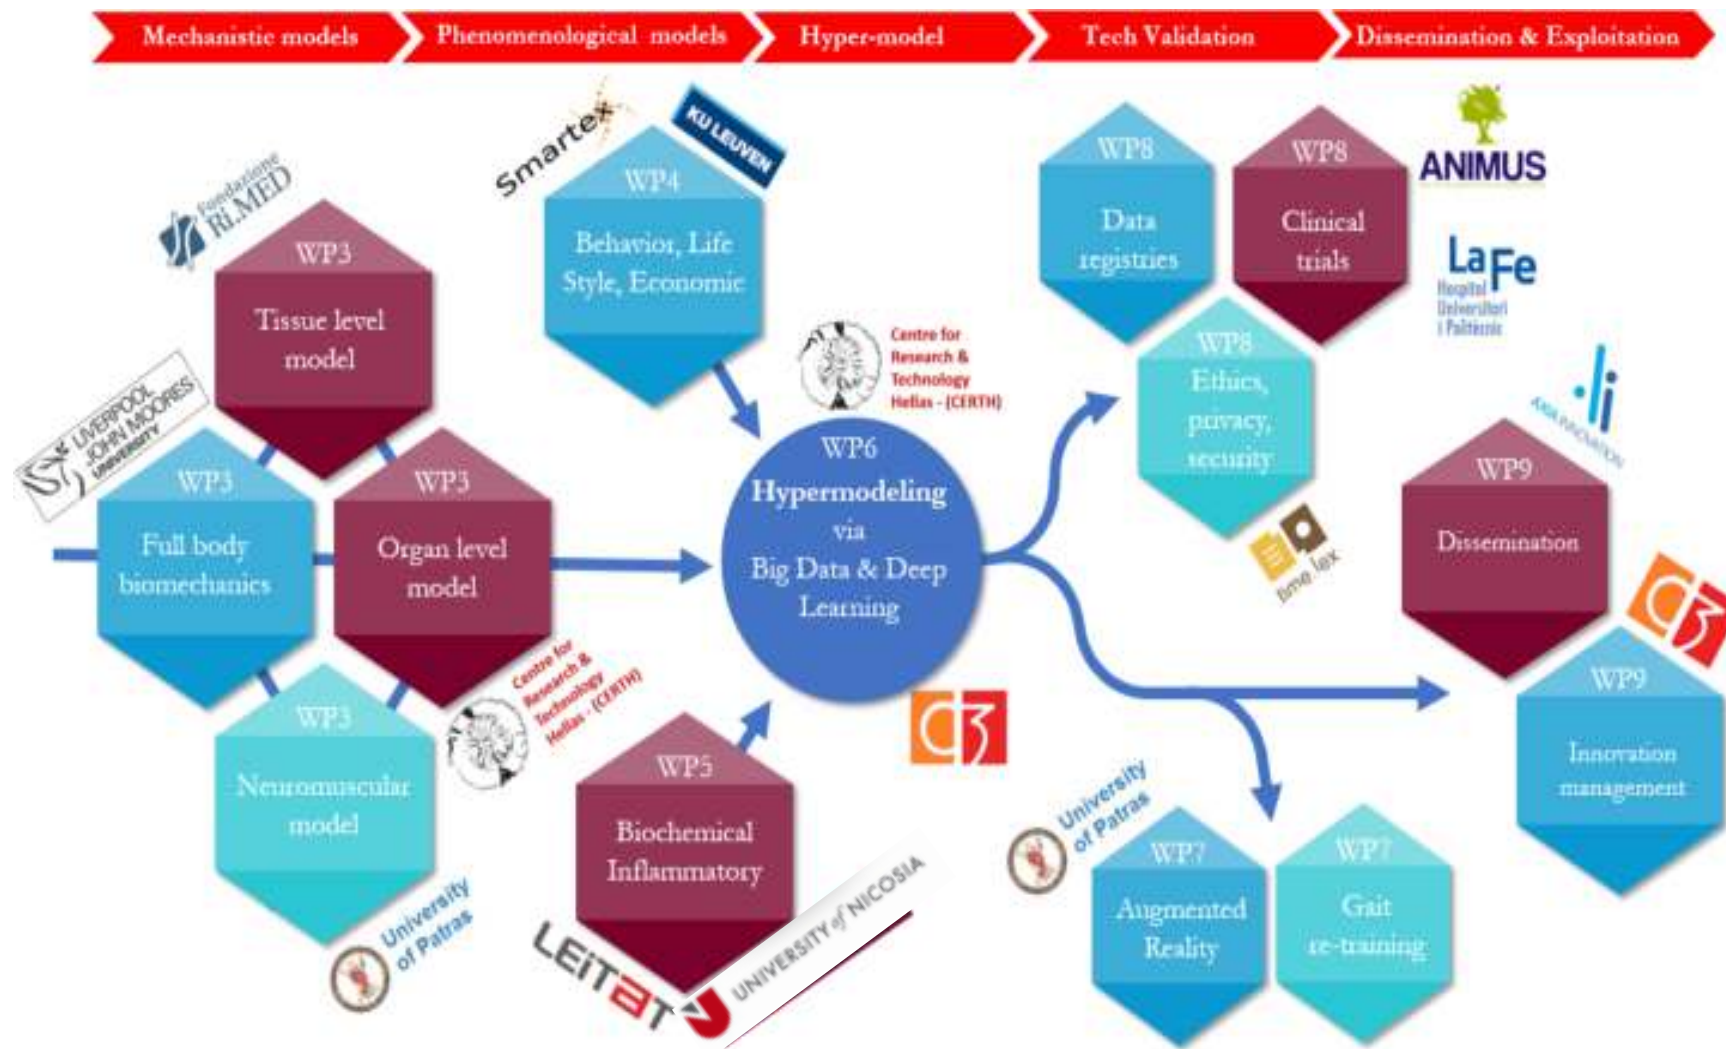 Mechanistic models
Phenomenological models
Hyper-model
Tech Validation
Dissemination & Exploitation
Fondazione
Ri.MED
WP3
Tissue level
model
LIVERPOOL
JOHN MOORES
UNIVERSITY
WP3
Full body
biomechanics
WP3
Organ level
model
Centre for
Research &
Technology
Hellas - (CERTH)
WP3
Neuromuscular
model
University
of Patras
Smartex
KU LEUVEN
WP4
Behavior, Life
Style, Economic
WP5
Biochemical
Inflammatory
LEiTaT
UNIVERSITY of NICOSIA
Centre for
Research &
Technology
Hellas - (CERTH)
WP6
Hypermodeling
via
Big Data & Deep
Learning
C3
WP8
Data
registries
WP8
Clinical
trials
WP8
Ethics,
privacy,
security
time.lex
ANIMUS
La Fe
Hospital
Universitari
i Politècnic
University
of Patras
WP7
Augmented
Reality
WP7
Gait
re-training
INNOVATION
WP9
Dissemination
C3
WP9
Innovation
management